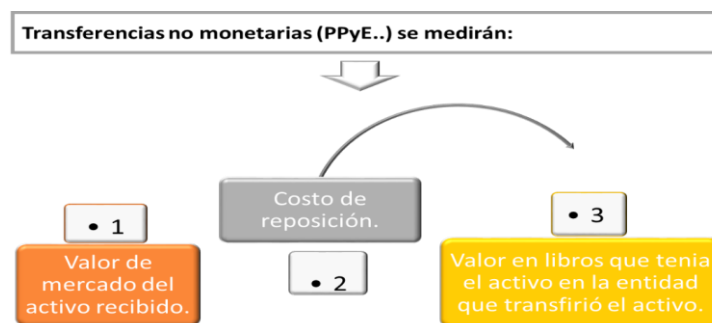 Transferencias no monetarias (PPyE..) se medirán:
• 1
Valor de
mercado del
activo recibido.
Costo de
reposición.
• 2
• 3
Valor en libros que tenia
el activo en la entidad
que transfirió el activo.